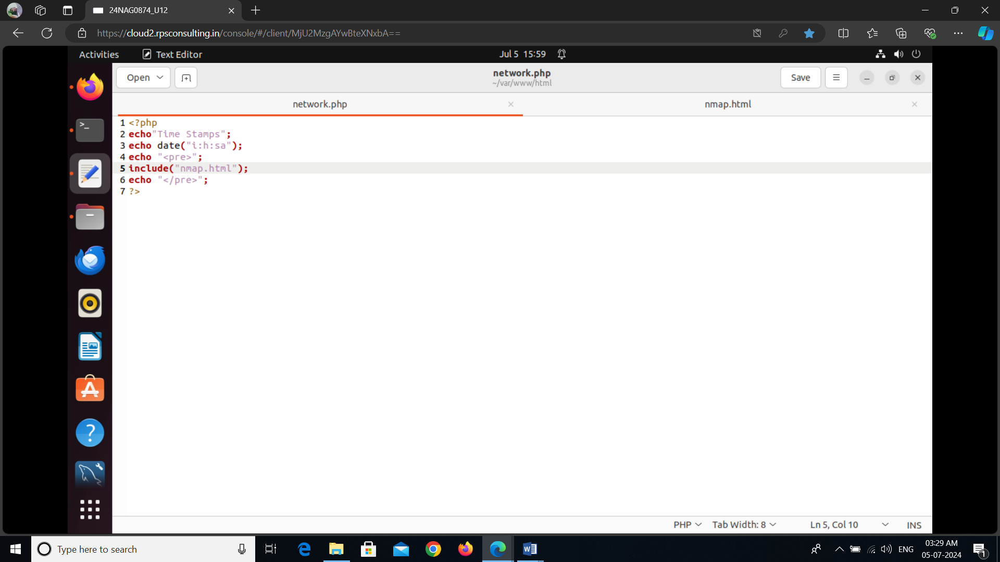 24NAG0874_U12
https://cloud2.rpsconsulting.in/console/#/client/MjU2MzgAYwBteXNxbA==
Activities
Text Editor
Jul 5 15:59
Open
network.php
~/var/www/html
Save
network.php
nmap.html
1 <?php
2 echo"Time Stamps";
3 echo date("i:h:sa");
4 echo "<pre>";
5 include("nmap.html");
6 echo "</pre>";
7 ?>
PHP
Tab Width: 8
Ln 5, Col 10
INS
Type here to search
ENG
03:29 AM
05-07-2024
1